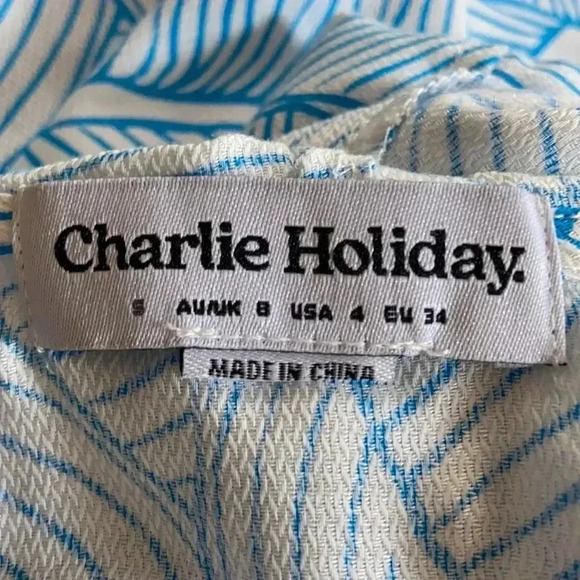 Charlie Holiday.
S AU/UK 8 USA 4 EU 34
MADE IN CHINA